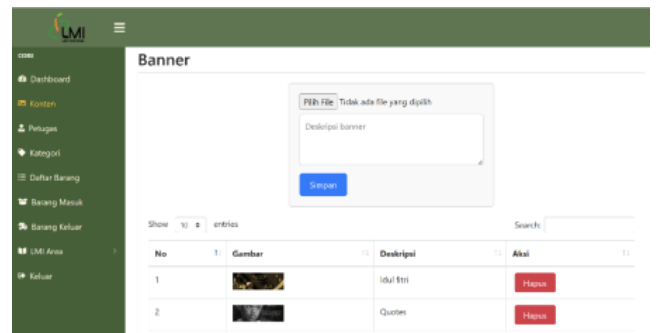 LMI
Banner
Dashboard
Konten
Petugas
Kategori
Daftar Barang
Barang Masuk
Barang Keluar
LMI Area
Keluar
Pilih File Tidak ada file yang dipilih
Deskripsi banner
Simpan
Show 10 entries
Search:
No Gambar Deskripsi Aksi
1 Idul fitri Hapus
2 Quotes Hapus